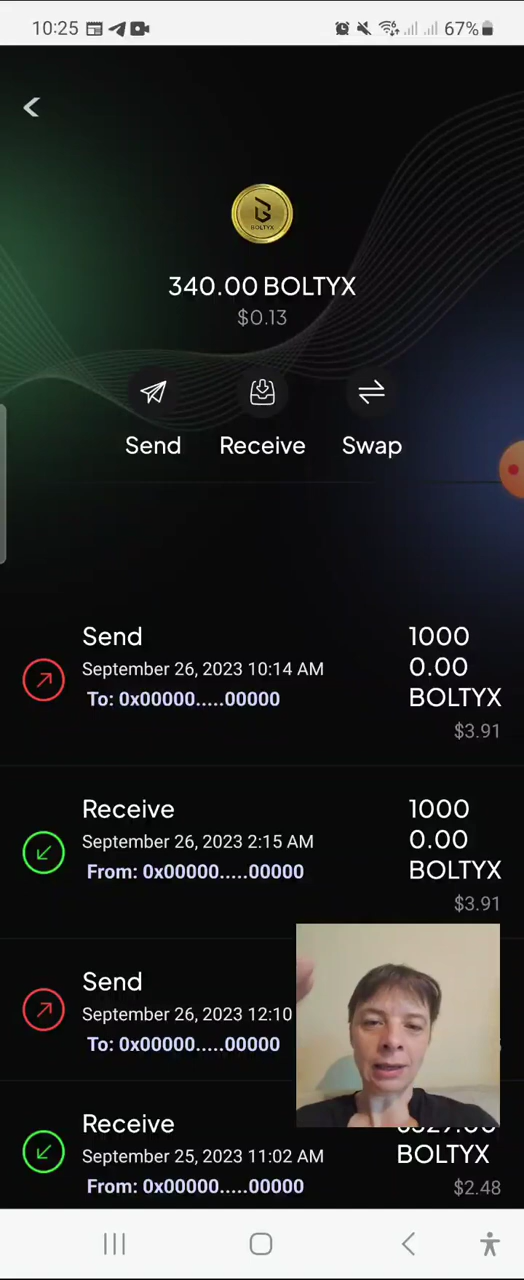 10:25
67%
BOLTYX
340.00 BOLTYX
$0.13
Send
Receive
Swap
Send
September 26, 2023 10:14 AM
To: 0x00000.....00000
1000
0.00
BOLTYX
$3.91
Receive
September 26, 2023 2:15 AM
From: 0x00000.....00000
1000
0.00
BOLTYX
$3.91
Send
September 26, 2023 12:10
To: 0x00000.....00000
Receive
September 25, 2023 11:02 AM
From: 0x00000.....00000
BOLTYX
$2.48